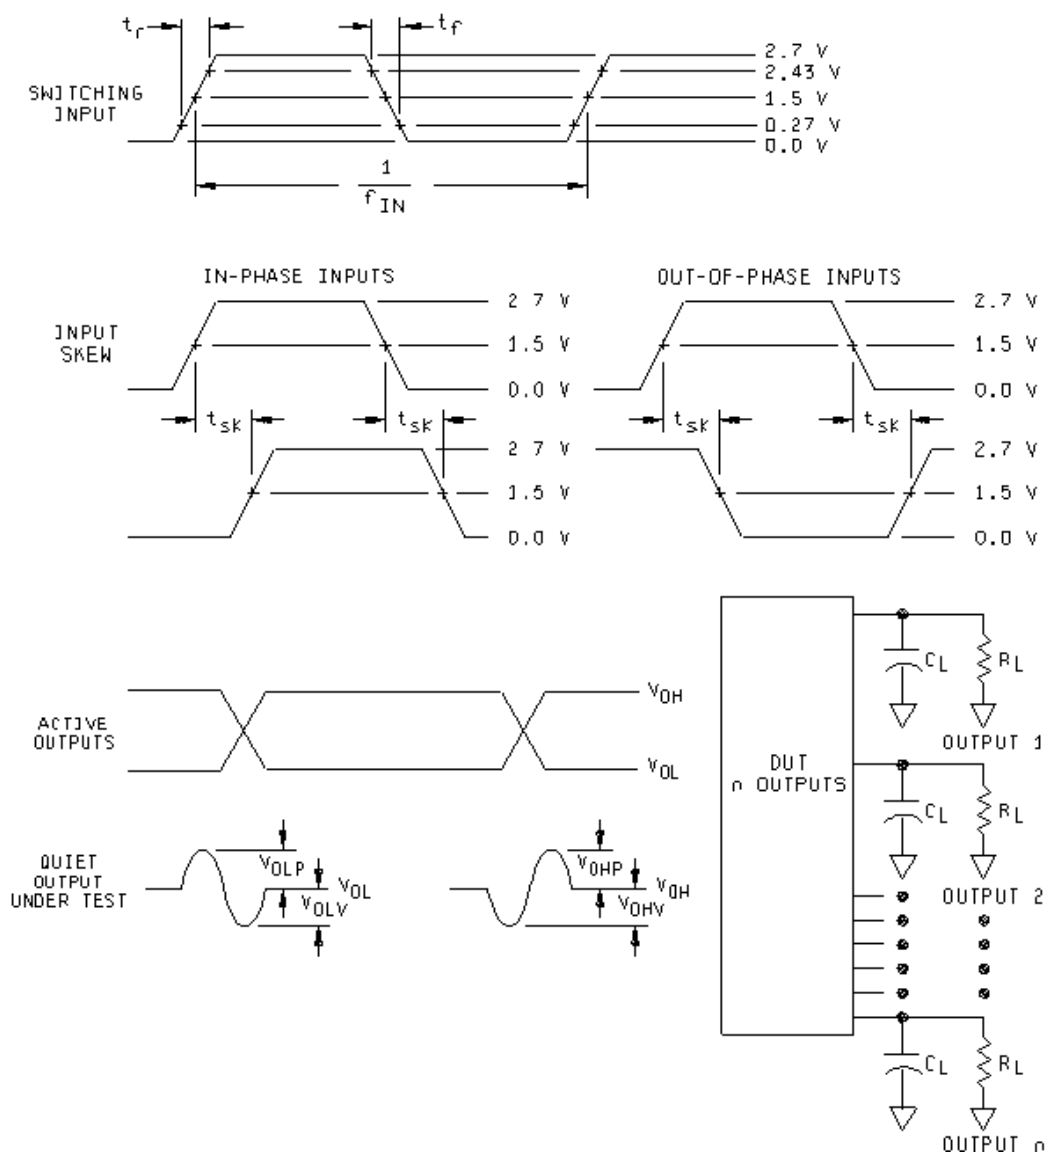 tr
tf
2.7 V
2.43 V
SWITCHING
INPUT
1.5 V
0.27 V
0.0 V
1
fIN
IN-PHASE INPUTS
OUT-OF-PHASE INPUTS
2 7 V
2.7 V
INPUT
SKEW
1.5 V
1.5 V
0.0 V
0.0 V
tsk
tsk
tsk
tsk
2 7 V
2.7 V
1.5 V
1.5 V
0.0 V
0.0 V
CL
RL
VOH
ACTIVE
OUTPUTS
OUTPUT 1
VOL
DUT
n OUTPUTS
CL
RL
QUIET
OUTPUT
UNDER TEST
VOLP
VOL
VOLV
VOHP
VOH
VOHV
OUTPUT 2
CL
RL
OUTPUT n